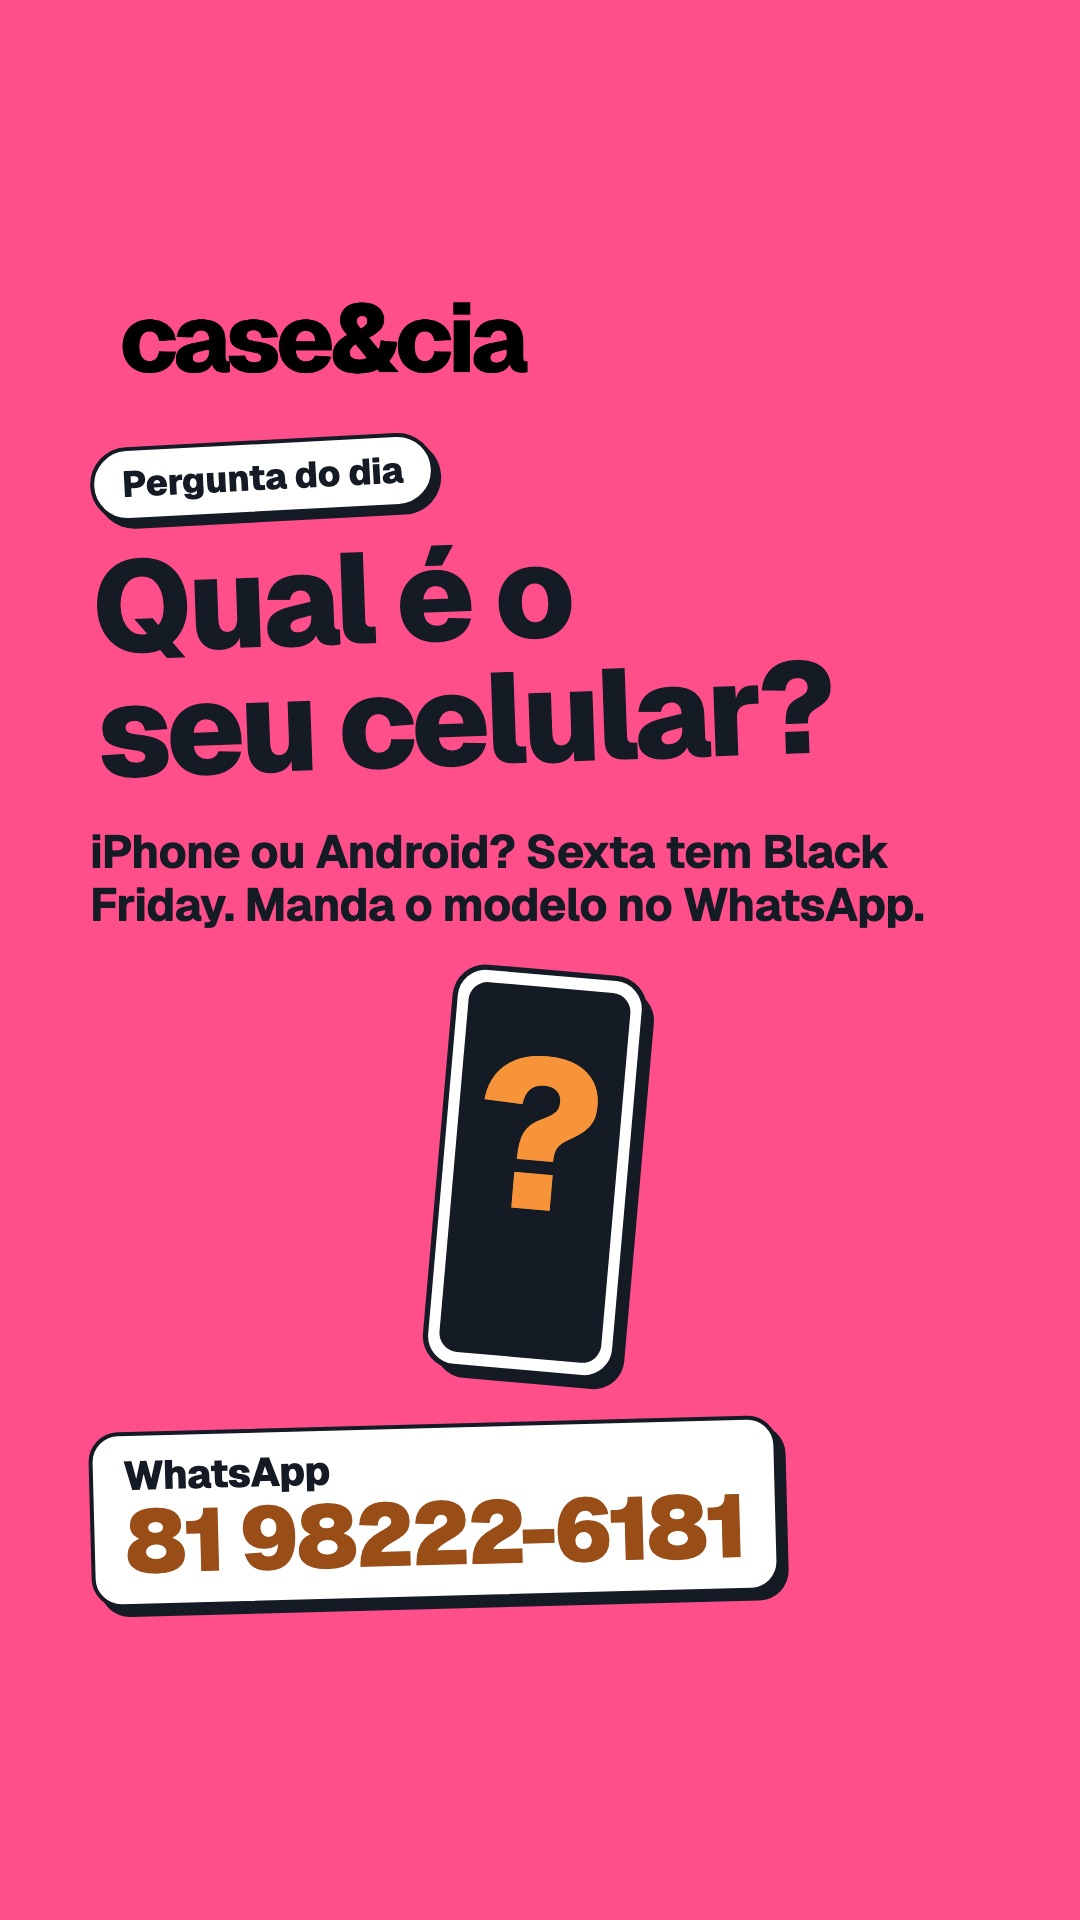 case&cia
Pergunta do dia
Qual é o
seu celular?
iPhone ou Android? Sexta tem Black
Friday. Manda o modelo no WhatsApp.
?
WhatsApp
81 98222-6181